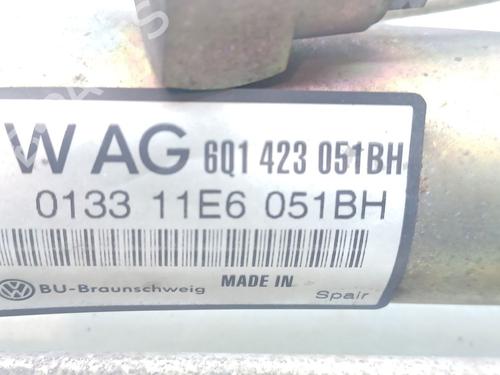 W AG 6Q1 423 051BH
0133 11E6 051BH
BU-Braunschweig MADE IN
Spair